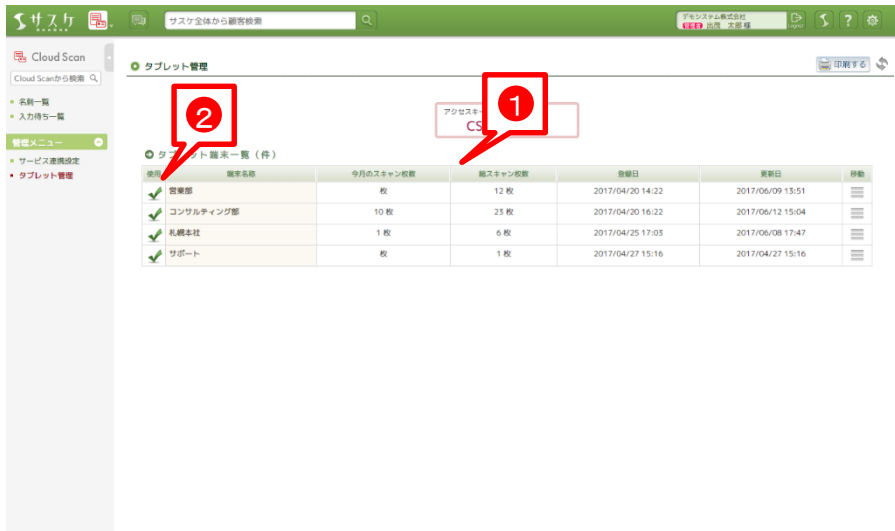 サスケ
サスケ全体から顧客検索
デモシステム株式会社
管理者 出茂 太郎 様
Logout
?
Cloud Scan
Cloud Scanから検索
名刺一覧
入力待ち一覧
管理メニュー
サービス連携設定
タブレット管理
タブレット管理
印刷する
アクセスキー
CS
1
2
タブレット端末一覧(件)
使用 端末名称 今月のスキャン枚数 総スキャン枚数 登録日 更新日 移動
営業部 枚 12 枚 2017/04/20 14:22 2017/06/09 13:51
コンサルティング部 10 枚 23 枚 2017/04/20 16:22 2017/06/12 15:04
札幌本社 1 枚 6 枚 2017/04/25 17:03 2017/06/08 17:47
サポート 枚 1 枚 2017/04/27 15:16 2017/04/27 15:16